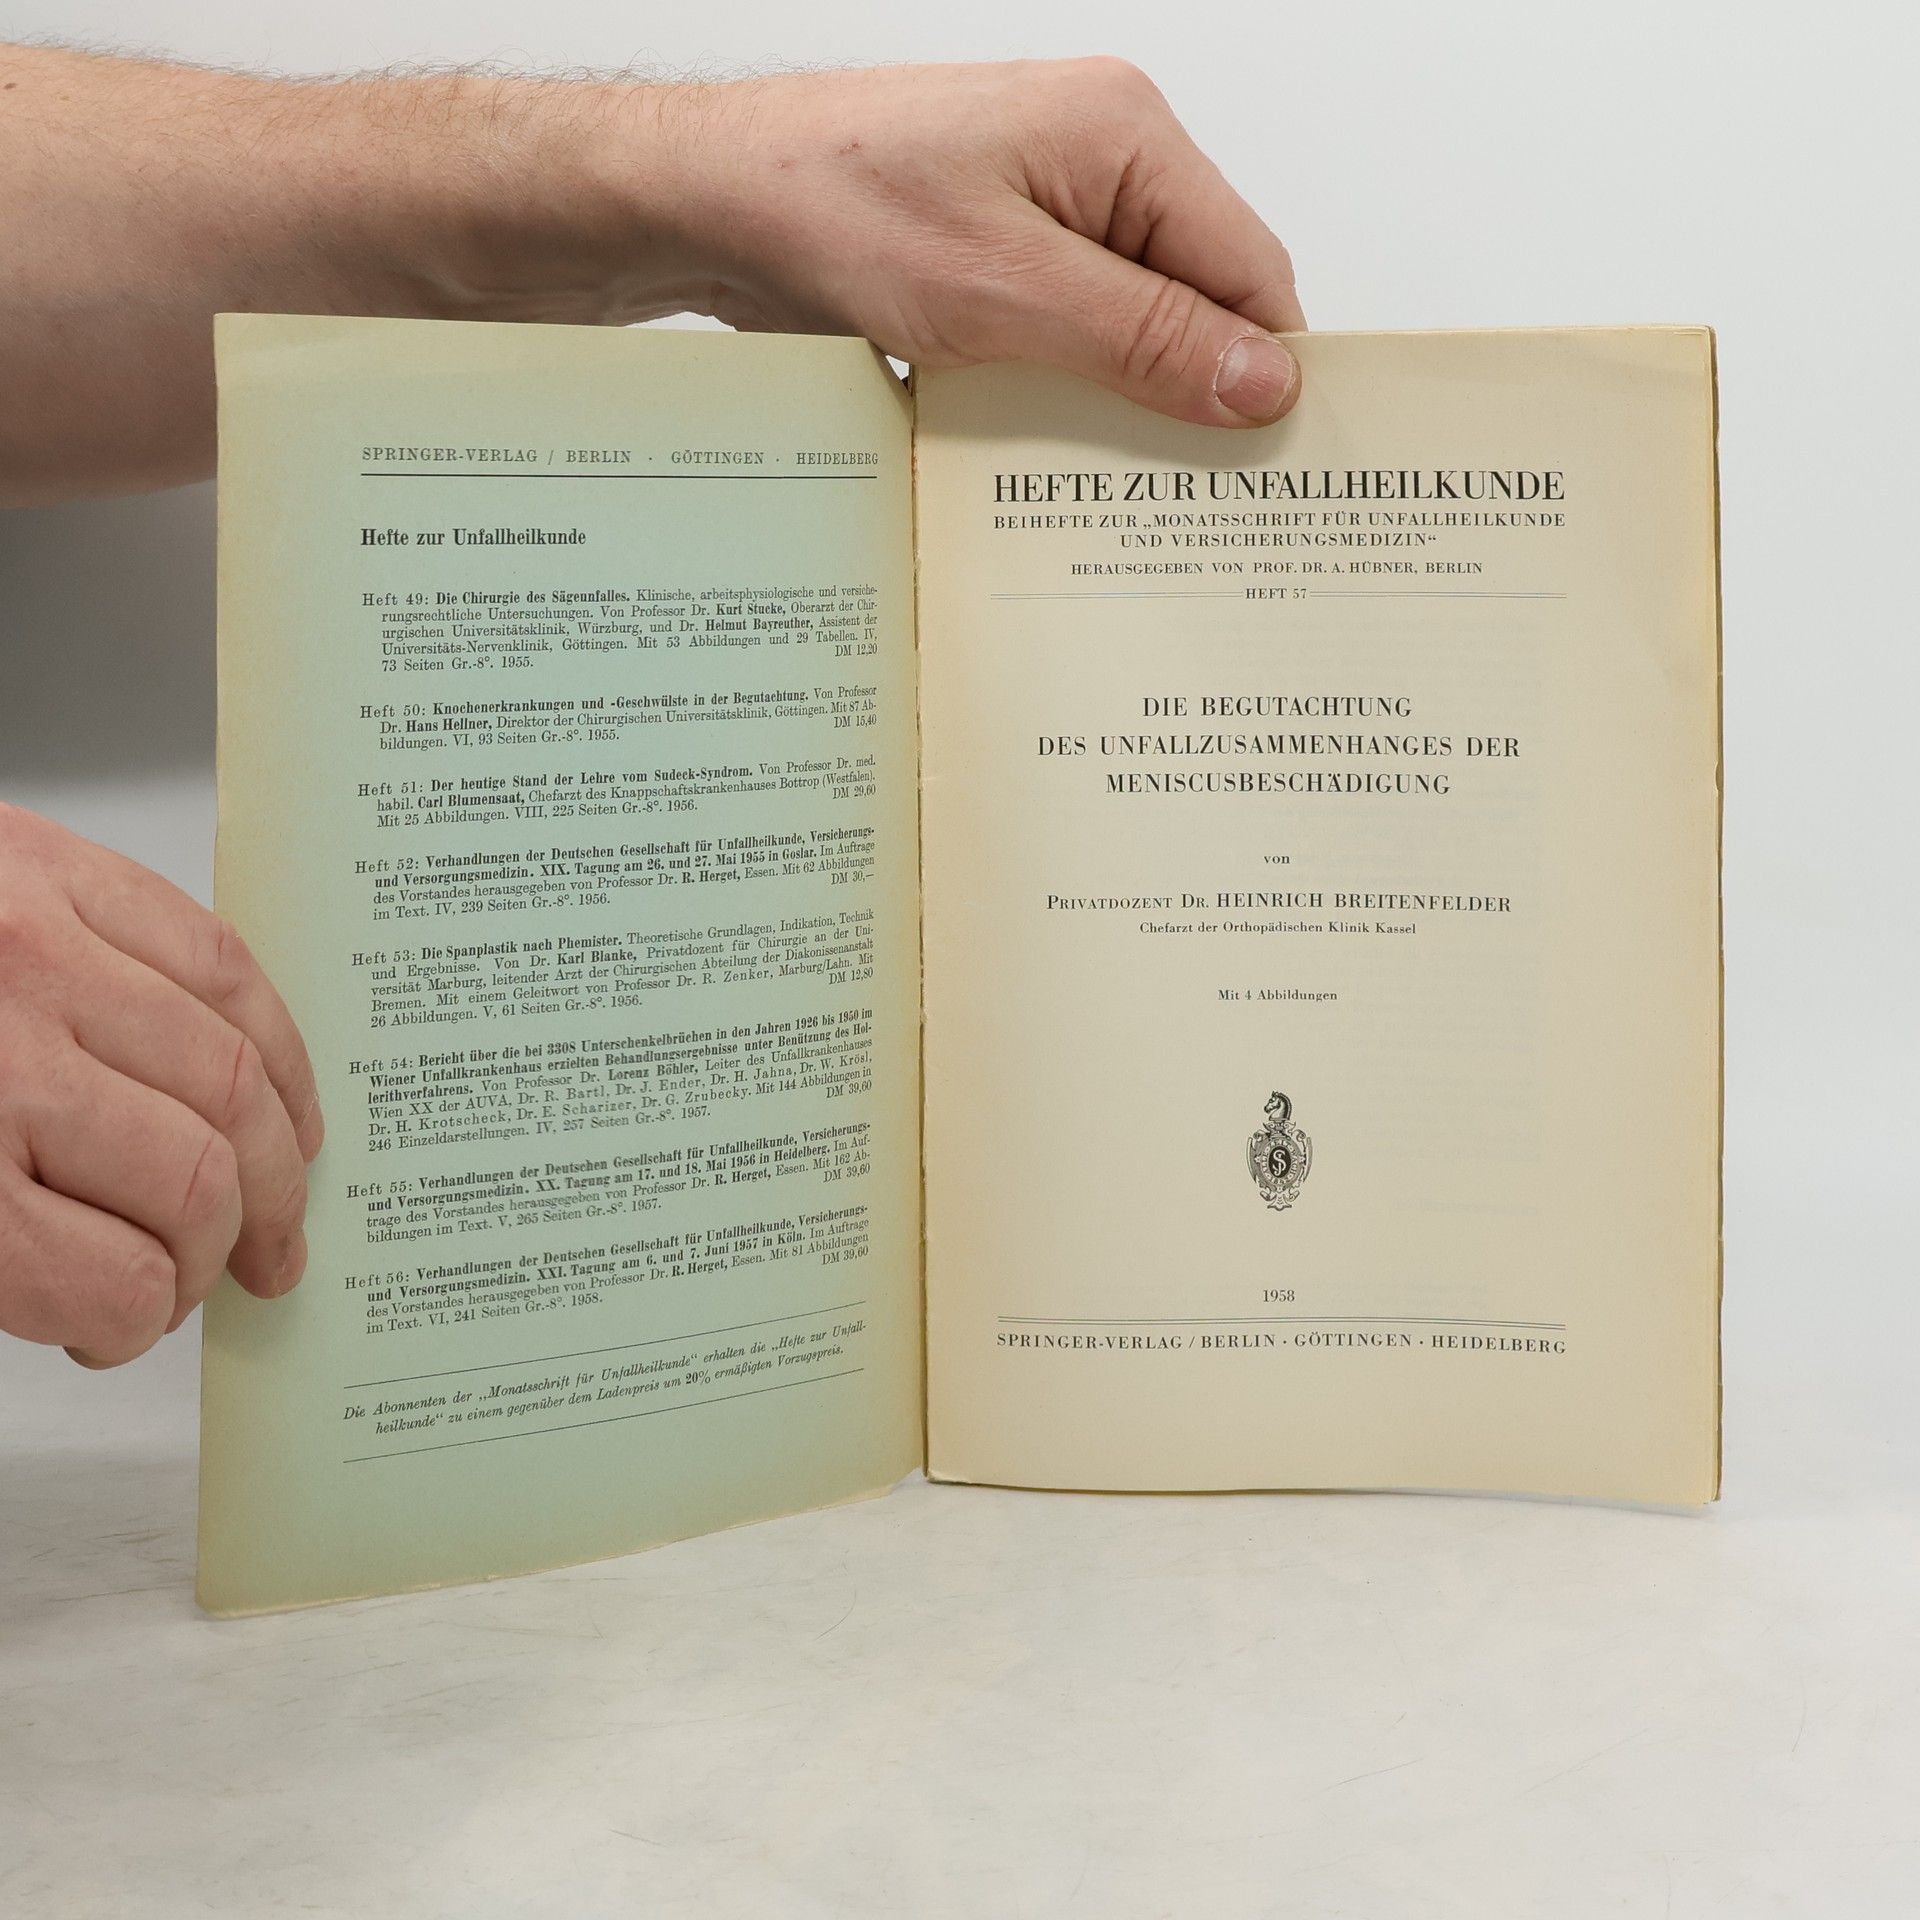 SPRINGER-VERLAG / BERLIN · GÖTTINGEN · HEIDELBERG
Hefte zur Unfallheilkunde
Heft 49: Die Chirurgie des Sägeunfalles. Klinische, arbeitsphysiologische und versiche-
rungsrechtliche Untersuchungen. Von Professor Dr. Kurt Stucke, Oberarzt der Chir-
urgischen Universitätsklinik, Würzburg, und Dr. Helmut Bayreuther, Assistent der
Universitäts-Nervenklinik, Göttingen. Mit 53 Abbildungen und 29 Tabellen. IV,
73 Seiten Gr.-8°. 1955. DM 12,20
Heft 50: Knochenerkrankungen und -Geschwülste in der Begutachtung. Von Professor
Dr. Hans Hellner, Direktor der Chirurgischen Universitätsklinik, Göttingen. Mit 87 Ab-
bildungen. VI, 93 Seiten Gr.-8°. 1955. DM 15,40
Heft 51: Der heutige Stand der Lehre vom Sudeck-Syndrom. Von Professor Dr. med.
habil. Carl Blumensaat, Chefarzt des Knappschaftskrankenhauses Bottrop (Westfalen).
Mit 25 Abbildungen. VIII, 225 Seiten Gr.-8°. 1956. DM 29,60
Heft 52: Verhandlungen der Deutschen Gesellschaft für Unfallheilkunde, Versicherungs-
und Versorgungsmedizin. XIX. Tagung am 26. und 27. Mai 1955 in Goslar. Im Auftrage
des Vorstandes herausgegeben von Professor Dr. R. Herget, Essen. Mit 62 Abbildungen
im Text. IV, 239 Seiten Gr.-8°. 1956. DM 30,—
Heft 53: Die Spanplastik nach Phemister. Theoretische Grundlagen, Indikation, Technik
und Ergebnisse. Von Dr. Karl Blanke, Privatdozent für Chirurgie an der Uni-
versität Marburg, leitender Arzt der Chirurgischen Abteilung der Diakonissenanstalt
Bremen. Mit einem Geleitwort von Professor Dr. R. Zenker, Marburg/Lahn. Mit
26 Abbildungen. V, 61 Seiten Gr.-8°. 1956. DM 12,80
Heft 54: Bericht über die bei 3308 Unterschenkelbrüchen in den Jahren 1926 bis 1950 im
Wiener Unfallkrankenhaus erzielten Behandlungsergebnisse unter Benützung des Hol-
lerithverfahrens. Von Professor Dr. Lorenz Böhler, Leiter des Unfallkrankenhauses
Wien XX der AUVA, Dr. R. Bartl, Dr. J. Ender, Dr. H. Jahna, Dr. W. Krösl,
Dr. H. Krotscheck, Dr. E. Scharizer, Dr. G. Zrubecky. Mit 144 Abbildungen in
246 Einzeldarstellungen. IV, 257 Seiten Gr.-8°. 1957. DM 39,60
Heft 55: Verhandlungen der Deutschen Gesellschaft für Unfallheilkunde, Versicherungs-
und Versorgungsmedizin. XX. Tagung am 17. und 18. Mai 1956 in Heidelberg. Im Auf-
trage des Vorstandes herausgegeben von Professor Dr. R. Herget, Essen. Mit 162 Ab-
bildungen im Text. V, 265 Seiten Gr.-8°. 1957. DM 39,60
Heft 56: Verhandlungen der Deutschen Gesellschaft für Unfallheilkunde, Versicherungs-
und Versorgungsmedizin. XXI. Tagung am 6. und 7. Juni 1957 in Köln. Im Auftrage
des Vorstandes herausgegeben von Professor Dr. R. Herget, Essen. Mit 81 Abbildungen
im Text. VI, 241 Seiten Gr.-8°. 1958. DM 39,60
Die Abonnenten der „Monatsschrift für Unfallheilkunde“ erhalten die „Hefte zur Unfall-
heilkunde“ zu einem gegenüber dem Ladenpreis um 20% ermäßigten Vorzugspreis.
HEFTE ZUR UNFALLHEILKUNDE
BEIHEFTE ZUR „MONATSSCHRIFT FÜR UNFALLHEILKUNDE
UND VERSICHERUNGSMEDIZIN“
HERAUSGEGEBEN VON PROF. DR. A. HÜBNER, BERLIN
HEFT 57
DIE BEGUTACHTUNG
DES UNFALLZUSAMMENHANGES DER
MENISCUSBESCHÄDIGUNG
von
PRIVATDOZENT DR. HEINRICH BREITENFELDER
Chefarzt der Orthopädischen Klinik Kassel
Mit 4 Abbildungen
1958
SPRINGER-VERLAG / BERLIN · GÖTTINGEN · HEIDELBERG